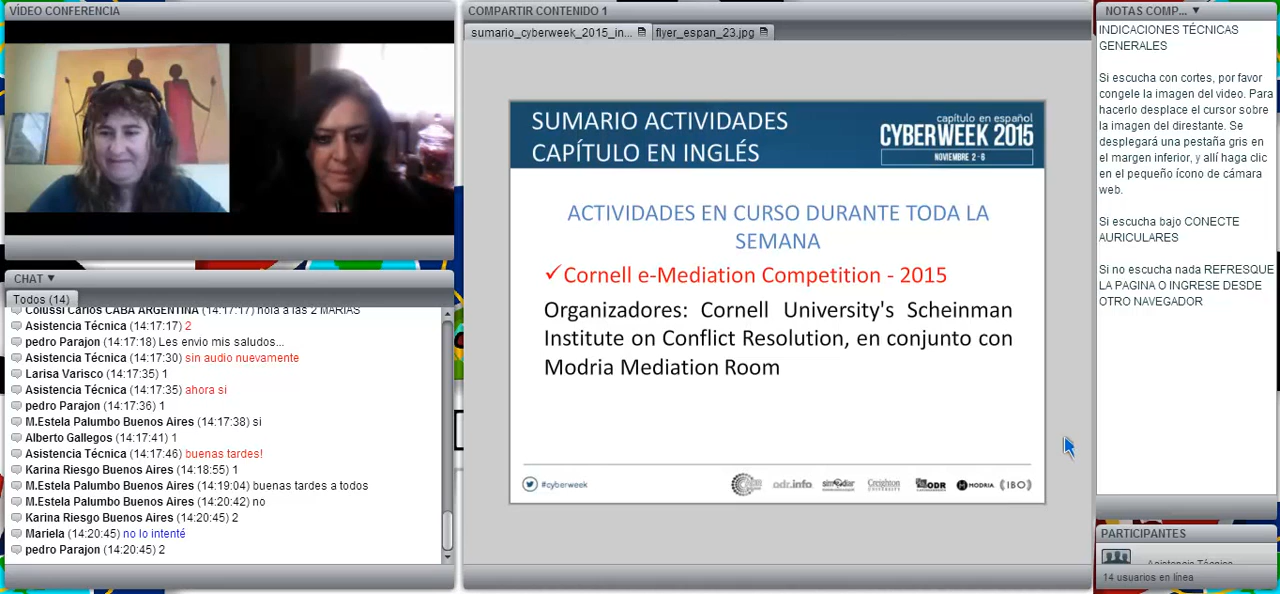 VÍDEO CONFERENCIA
CHAT
Todos (14)
Colussi Carlos CABA ARGENTINA (14:17:17) hola a las 2 MARIAS
Asistencia Técnica (14:17:17) 2
pedro Parajon (14:17:18) Les envio mis saludos...
Asistencia Técnica (14:17:30) sin audio nuevamente
Larisa Varisco (14:17:35) 1
Asistencia Técnica (14:17:35) ahora si
pedro Parajon (14:17:36) 1
M.Estela Palumbo Buenos Aires (14:17:38) si
Alberto Gallegos (14:17:41) 1
Asistencia Técnica (14:17:46) buenas tardes!
Karina Riesgo Buenos Aires (14:18:55) 1
M.Estela Palumbo Buenos Aires (14:19:04) buenas tardes a todos
M.Estela Palumbo Buenos Aires (14:20:42) no
Karina Riesgo Buenos Aires (14:20:45) 2
Mariela (14:20:45) no lo intenté
pedro Parajon (14:20:45) 2
COMPARTIR CONTENIDO 1
sumario_cyberweek_2015_in...
flyer_espan_23.jpg
SUMARIO ACTIVIDADES
CAPÍTULO EN INGLÉS
capítulo en español
CYBERWEEK 2015
NOVIEMBRE 2-6
ACTIVIDADES EN CURSO DURANTE TODA LA
SEMANA
✓Cornell e-Mediation Competition - 2015
Organizadores: Cornell University's Scheinman
Institute on Conflict Resolution, en conjunto con
Modria Mediation Room
#cyberweek
odr.info
simediar
Creighton
ODR
MODRIA
IBO
NOTAS COMP...
INDICACIONES TÉCNICAS
GENERALES
Si escucha con cortes, por favor
congele la imagen del video. Para
hacerlo desplace el cursor sobre
la imagen del direstante. Se
desplegará una pestaña gris en
el margen inferior, y allí haga clic
en el pequeño ícono de cámara
web.
Si escucha bajo CONECTE
AURICULARES
Si no escucha nada REFRESQUE
LA PAGINA O INGRESE DESDE
OTRO NAVEGADOR
PARTICIPANTES
Asistencia Técnica
14 usuarios en línea